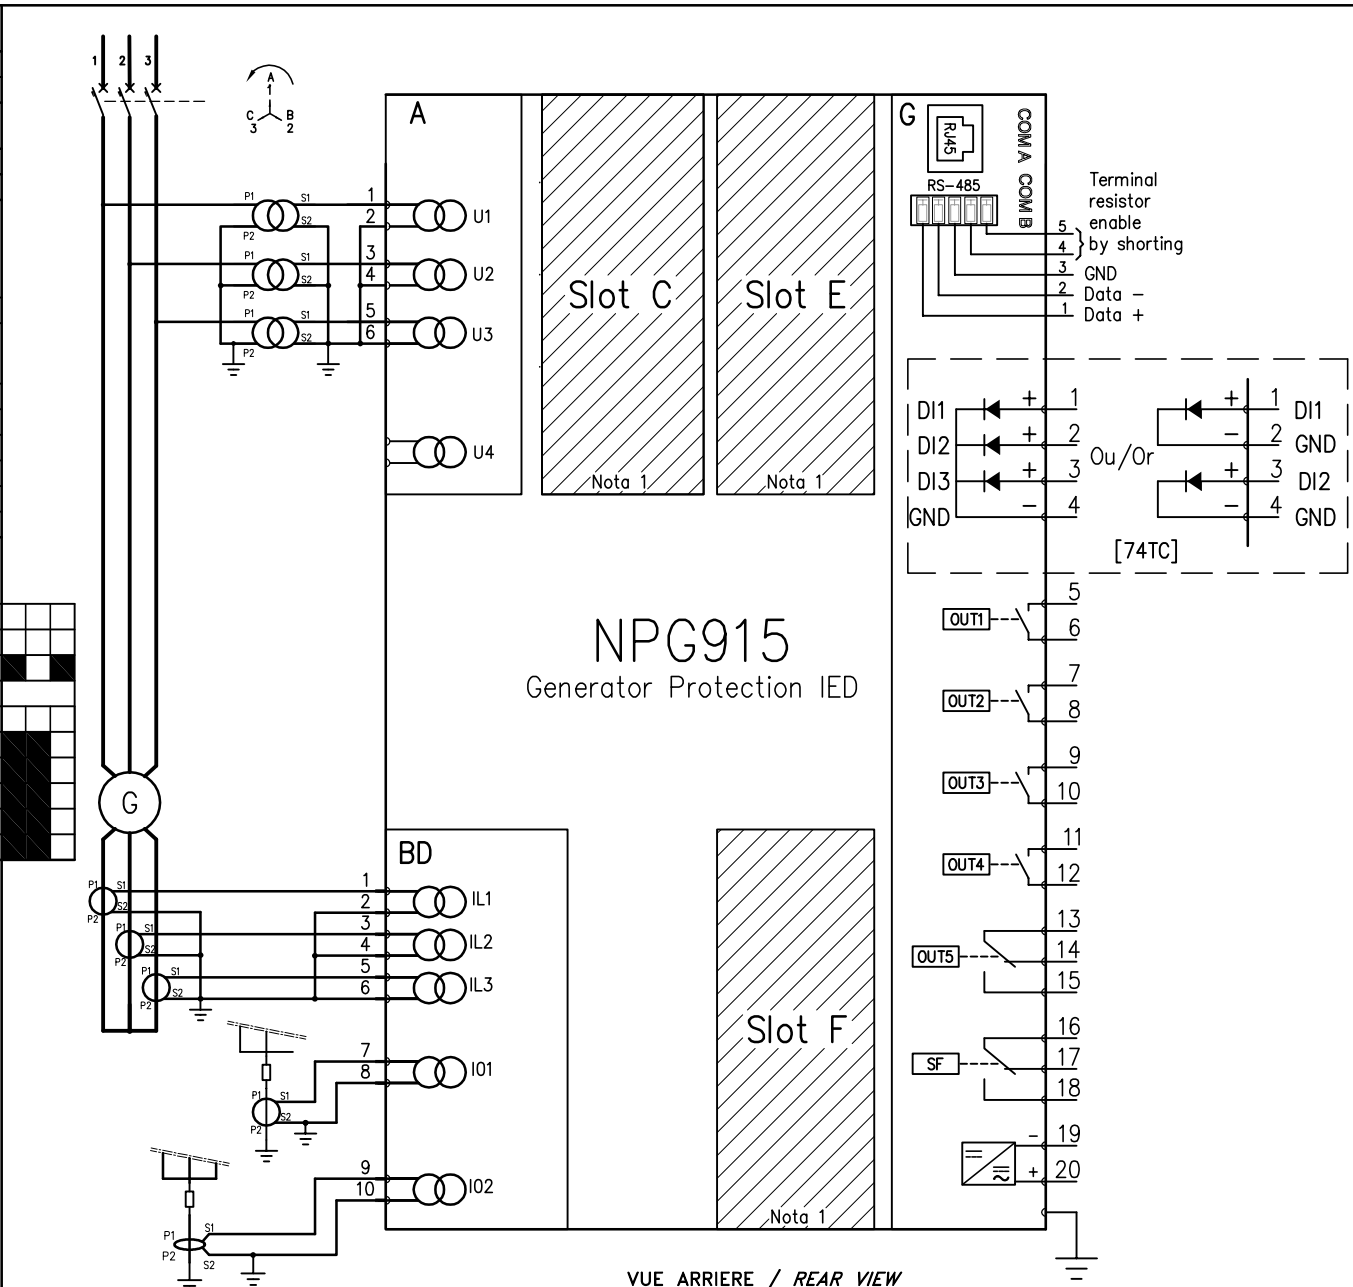 1 2 3
A
1
C B
3 2
A
P1 S1 1
P2 S2 2
U1
P1 S1 3
P2 S2 4
U2
P1 S1 5
P2 S2 6
U3
U4
Slot C
Nota 1
Slot E
Nota 1
G
RJ45
COM A COM B
RS-485
Terminal
resistor
enable
by shorting
5
4
3 GND
2 Data -
1 Data +
DI1 + 1
DI2 + 2
DI3 + 3
GND - 4
Ou/Or
+ 1 DI1
- 2 GND
+ 3 DI2
- 4 GND
[74TC]
NPG915
Generator Protection IED
OUT1 5
6
OUT2 7
8
OUT3 9
10
OUT4 11
12
OUT5 13
14
15
SF 16
17
18
- 19
+ 20
G
BD
P1 S1 1
P2 S2 2
IL1
P1 S1 3
P2 S2 4
IL2
P1 S1 5
P2 S2 6
IL3
7
8
I01
P1 S1
P2 S2
9
10
I02
P1 S1
P2 S2
Slot F
Nota 1
VUE ARRIERE / REAR VIEW